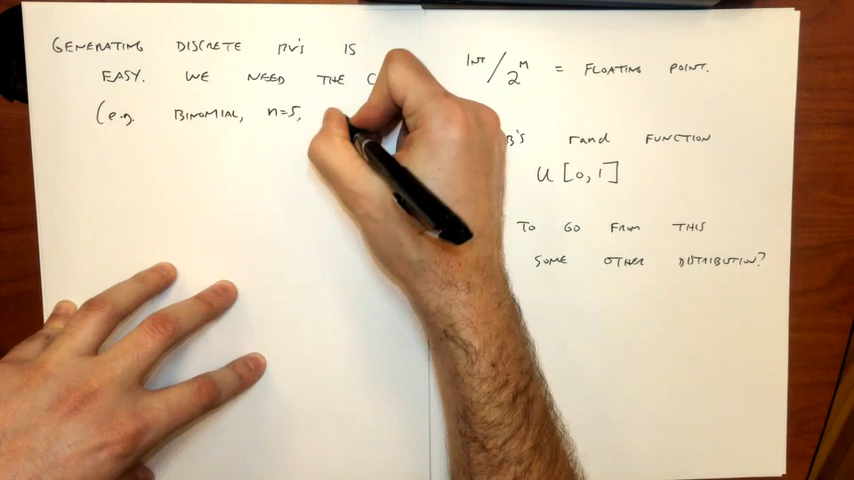 GENERATING DISCRETE RV'S IS
EASY. WE NEED THE C
(e.g. BINOMIAL, n=5,
INT / 2^M = FLOATING POINT.
B'S rand FUNCTION
U [0,1]
TO GO FROM THIS
SOME OTHER DISTRIBUTION?